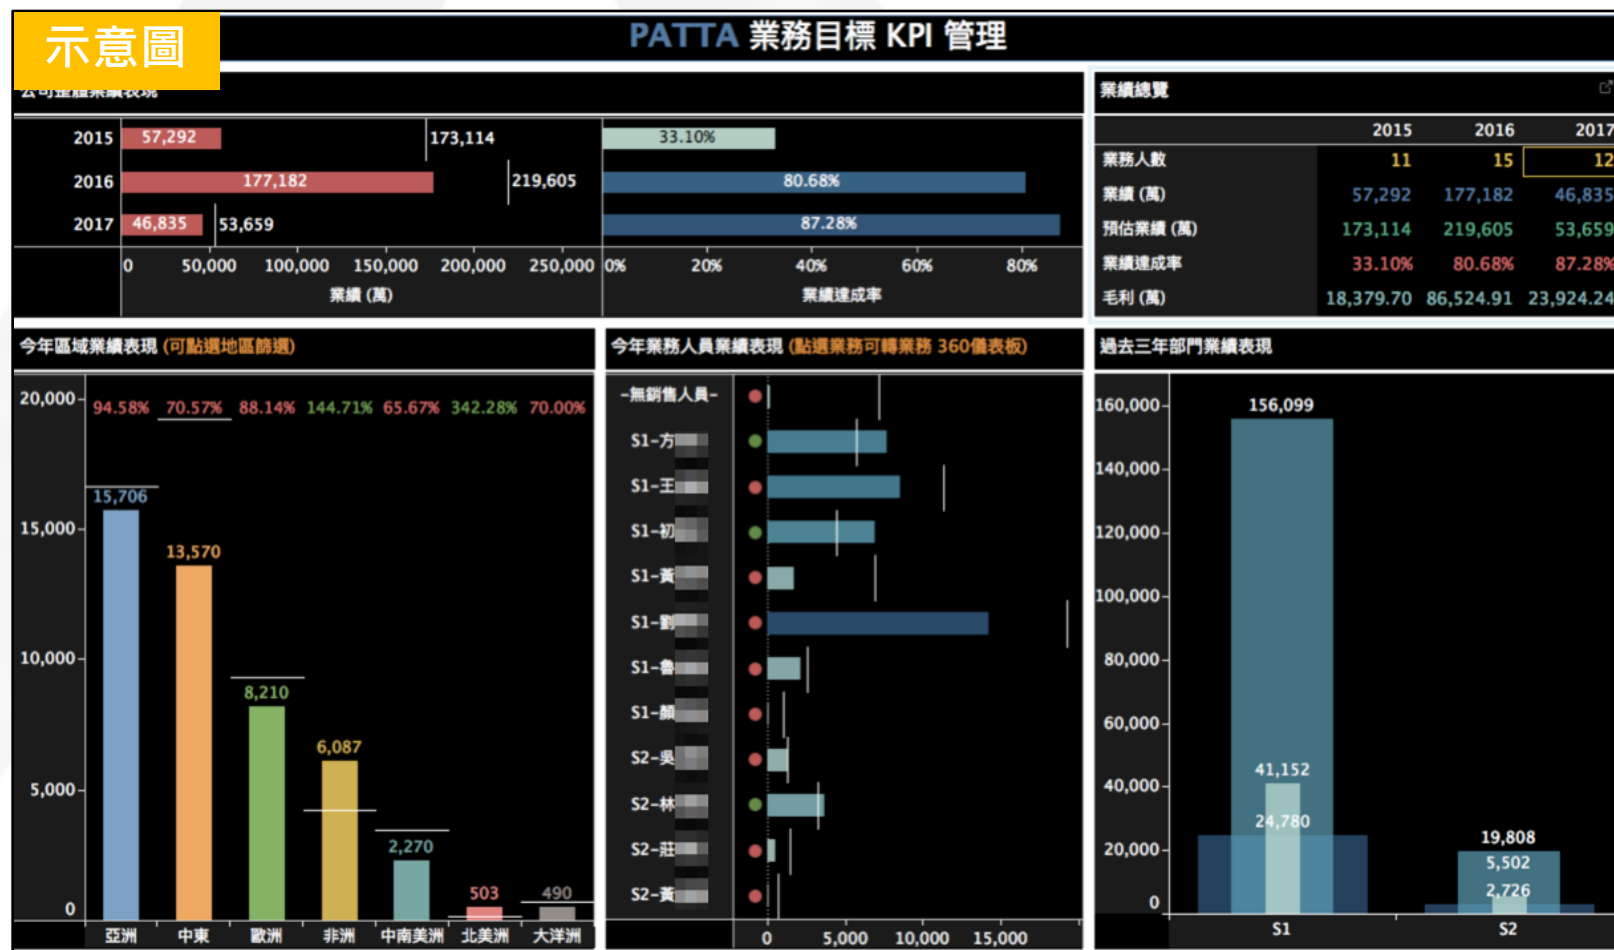 示意圖
PATTA 業務目標 KPI 管理
公司整體業績表現
2015 57,292 173,114 33.10%
2016 177,182 219,605 80.68%
2017 46,835 53,659 87.28%
0 50,000 100,000 150,000 200,000 250,000 0% 20% 40% 60% 80%
業績 (萬) 業績達成率
業績總覽
2015 2016 2017
業務人數 11 15 12
業績 (萬) 57,292 177,182 46,835
預估業績 (萬) 173,114 219,605 53,659
業績達成率 33.10% 80.68% 87.28%
毛利 (萬) 18,379.70 86,524.91 23,924.24
今年區域業績表現 (可點選地區篩選)
20,000
94.58% 70.57% 88.14% 144.71% 65.67% 342.28% 70.00%
15,706
15,000
13,570
10,000
8,210
6,087
5,000
2,270
503 490
0
亞洲 中東 歐洲 非洲 中南美洲 北美洲 大洋洲
今年業務人員業績表現 (點選業務可轉業務 360儀表板)
-無銷售人員-
S1-方
S1-王
S1-初
S1-黃
S1-劉
S1-魯
S1-顏
S2-吳
S2-林
S2-莊
S2-黃
0 5,000 10,000 15,000
過去三年部門業績表現
160,000 156,099
140,000
120,000
100,000
80,000
60,000
41,152
40,000
24,780
19,808
20,000
5,502
2,726
0
S1 S2